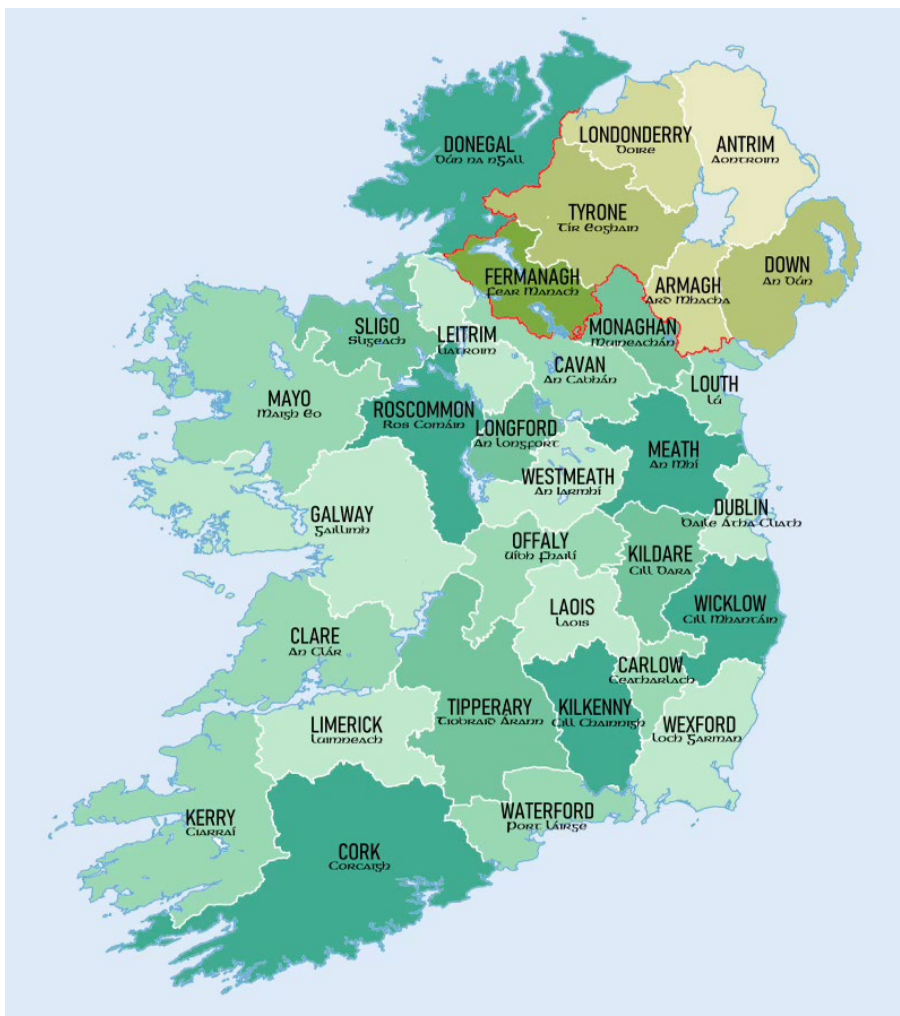 DONEGAL
Dún na nGall
LONDONDERRY
Doire
ANTRIM
Aontroim
TYRONE
Tír Eoghain
FERMANAGH
Fear Manach
ARMAGH
Ard Mhacha
DOWN
An Dún
MONAGHAN
Muineachán
SLIGO
Sligeach
LEITRIM
Liatroim
CAVAN
An Cabhán
LOUTH
Lú
MAYO
Maigh Eo
ROSCOMMON
Ros Comáin
LONGFORD
An Longfort
MEATH
An Mhí
WESTMEATH
An Iarmhí
DUBLIN
Baile Átha Cliath
GALWAY
Gaillimh
OFFALY
Uíbh Fhailí
KILDARE
Cill Dara
WICKLOW
Cill Mhantáin
LAOIS
Laois
CLARE
An Clár
CARLOW
Ceatharlach
TIPPERARY
Tiobraid Árann
KILKENNY
Cill Chainnigh
LIMERICK
Luimneach
WEXFORD
Loch Garman
WATERFORD
Port Láirge
KERRY
Ciarraí
CORK
Corcaigh